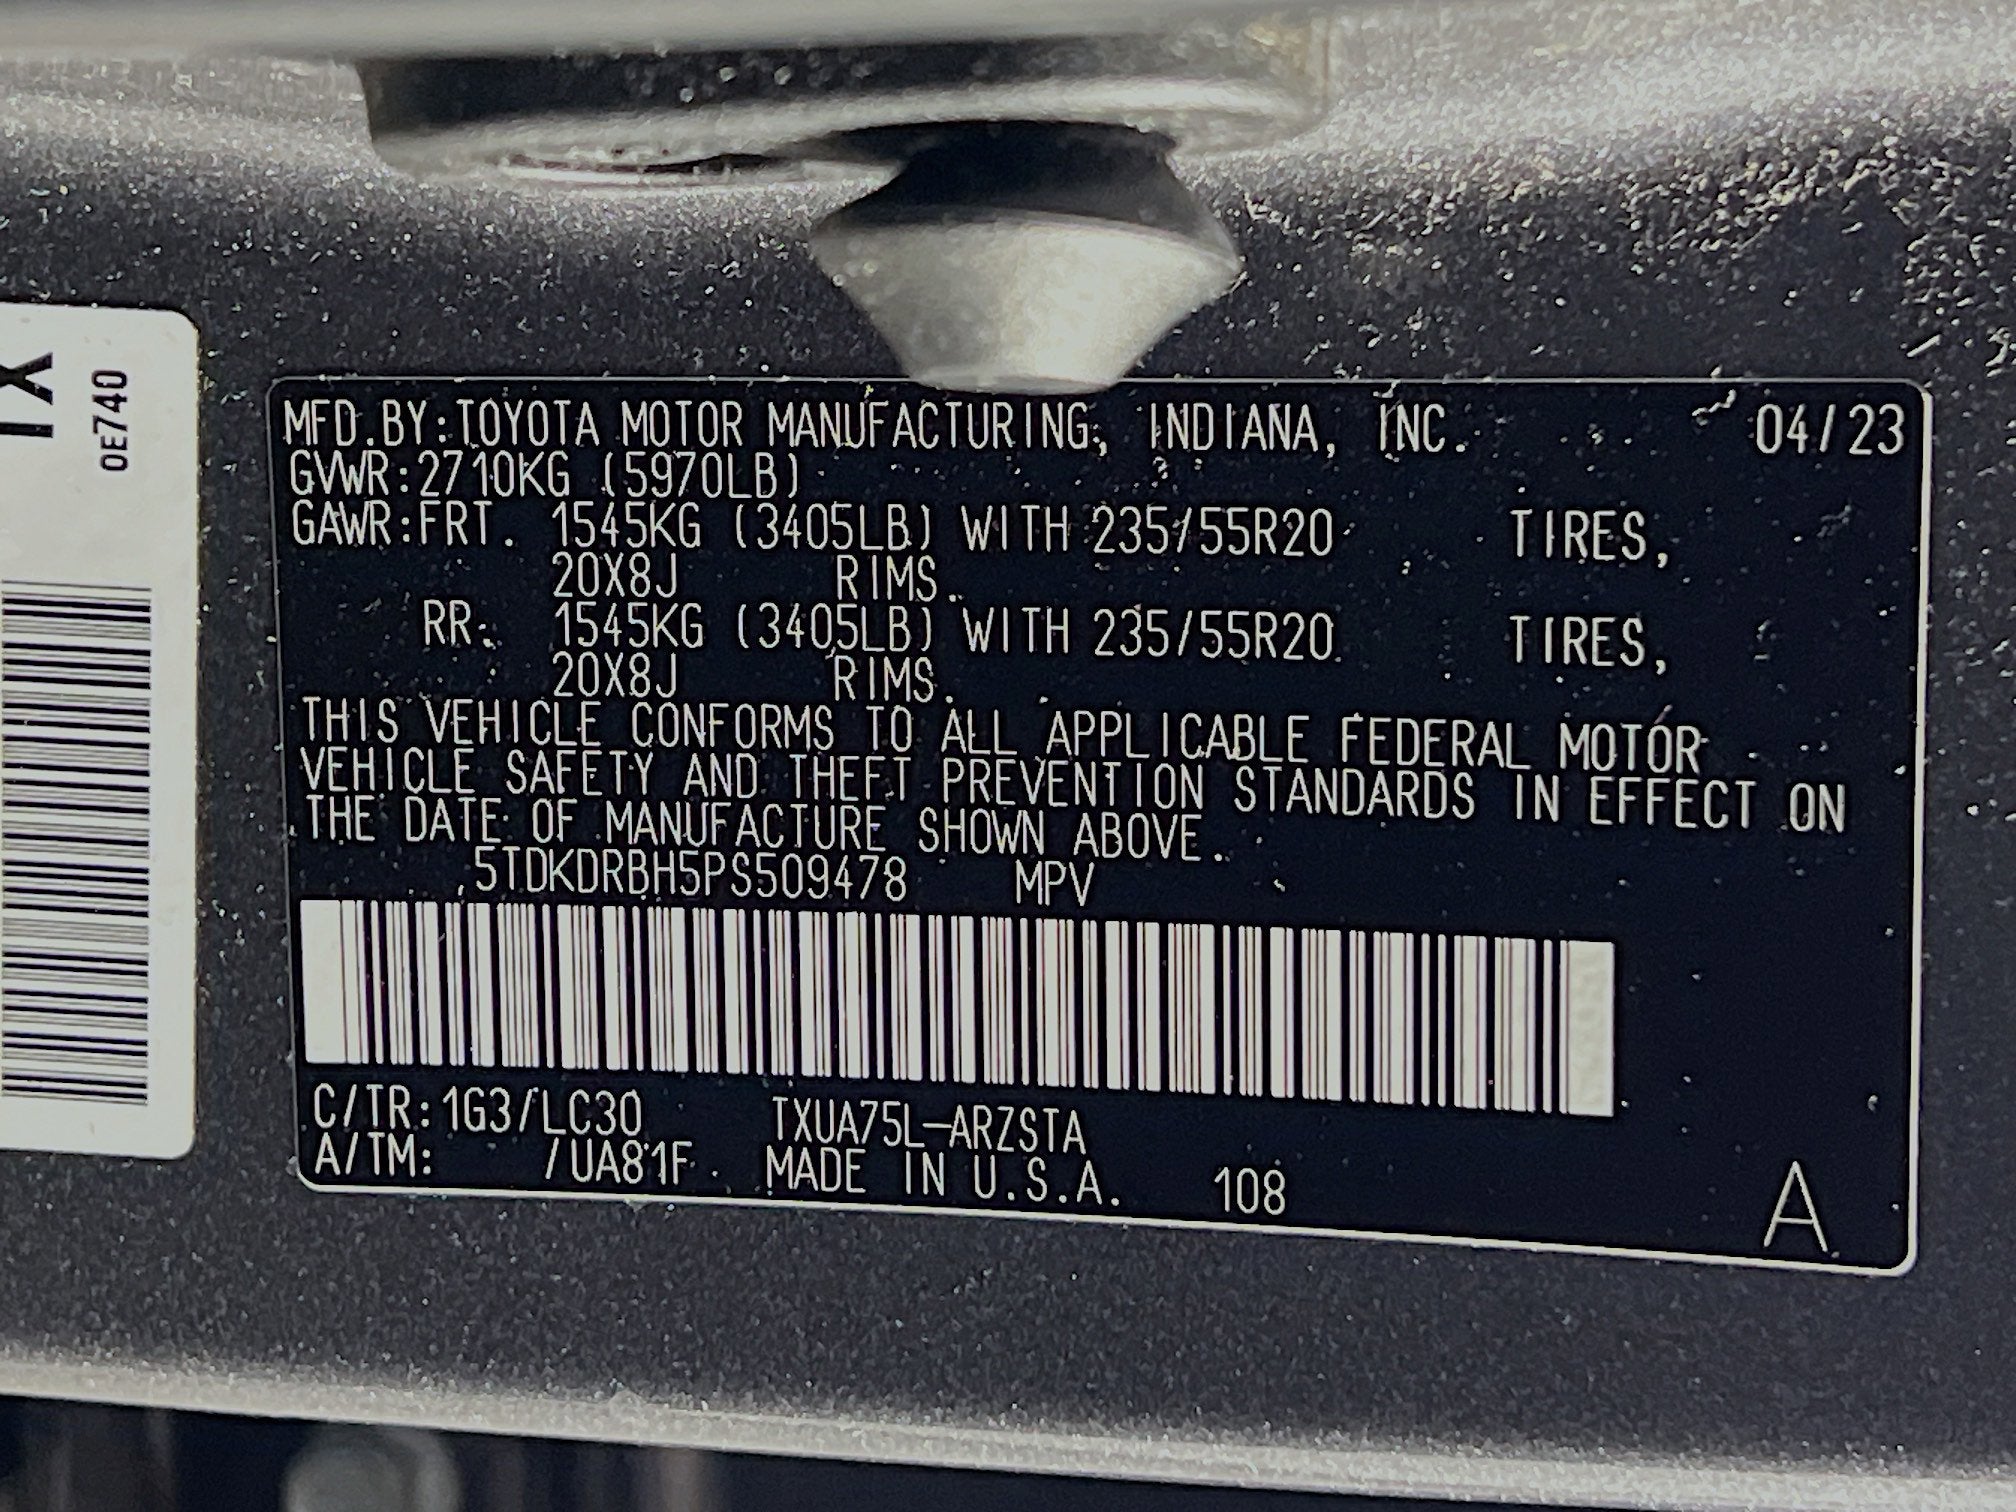 TX
0E740
MFD.BY:TOYOTA MOTOR MANUFACTURING, INDIANA, INC. 04/23
GVWR:2710KG (5970LB)
GAWR:FRT. 1545KG (3405LB) WITH 235/55R20 TIRES,
20X8J RIMS.
RR: 1545KG (3405LB) WITH 235/55R20 TIRES,
20X8J RIMS.
THIS VEHICLE CONFORMS TO ALL APPLICABLE FEDERAL MOTOR
VEHICLE SAFETY AND THEFT PREVENTION STANDARDS IN EFFECT ON
THE DATE OF MANUFACTURE SHOWN ABOVE.
5TDKDRBH5PS509478 MPV
C/TR:1G3/LC30 TXUA75L-ARZSTA
A/TM: /UA81F MADE IN U.S.A. 108
A